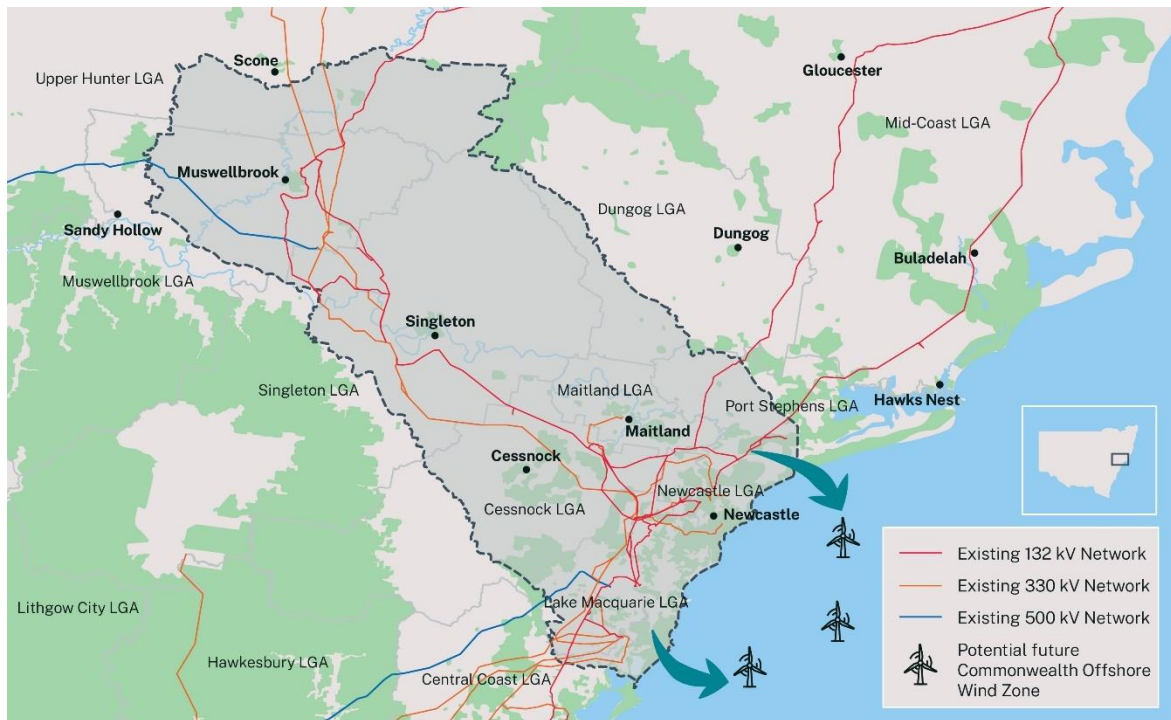 Scone
Upper Hunter LGA
Gloucester
Mid-Coast LGA
Muswellbrook
Sandy Hollow
Dungog LGA
Dungog
Buladelah
Muswellbrook LGA
Singleton
Singleton LGA
Maitland LGA
Maitland
Port Stephens LGA
Hawks Nest
Cessnock
Cessnock LGA
Newcastle LGA
Newcastle
Lithgow City LGA
Lake Macquarie LGA
Hawkesbury LGA
Central Coast LGA
Existing 132 kV Network
Existing 330 kV Network
Existing 500 kV Network
Potential future
Commonwealth Offshore
Wind Zone